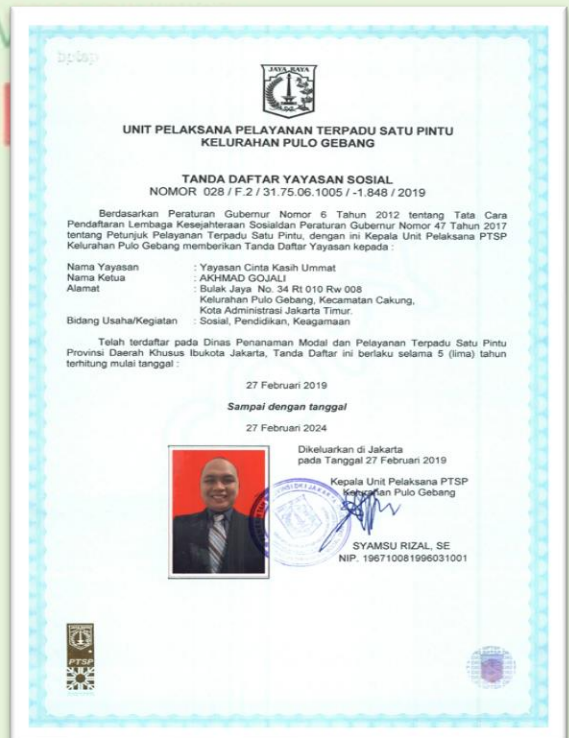 bptsp
JAYA RAYA
UNIT PELAKSANA PELAYANAN TERPADU SATU PINTU
KELURAHAN PULO GEBANG
TANDA DAFTAR YAYASAN SOSIAL
NOMOR 028 / F.2 / 31.75.06.1005 / -1.848 / 2019
Berdasarkan Peraturan Gubernur Nomor 6 Tahun 2012 tentang Tata Cara
Pendaftaran Lembaga Kesejahteraan Sosialdan Peraturan Gubernur Nomor 47 Tahun 2017
tentang Petunjuk Pelayanan Terpadu Satu Pintu, dengan ini Kepala Unit Pelaksana PTSP
Kelurahan Pulo Gebang memberikan Tanda Daftar Yayasan kepada :
Nama Yayasan : Yayasan Cinta Kasih Ummat
Nama Ketua : AKHMAD GOJALI
Alamat : Bulak Jaya No. 34 Rt 010 Rw 008
Kelurahan Pulo Gebang, Kecamatan Cakung,
Kota Administrasi Jakarta Timur.
Bidang Usaha/Kegiatan : Sosial, Pendidikan, Keagamaan
Telah terdaftar pada Dinas Penanaman Modal dan Pelayanan Terpadu Satu Pintu
Provinsi Daerah Khusus Ibukota Jakarta, Tanda Daftar ini berlaku selama 5 (lima) tahun
terhitung mulai tanggal :
27 Februari 2019
Sampai dengan tanggal
27 Februari 2024
Dikeluarkan di Jakarta
pada Tanggal 27 Februari 2019
Kepala Unit Pelaksana PTSP
Kelurahan Pulo Gebang
SYAMSU RIZAL, SE
NIP. 196710081996031001
PTSP